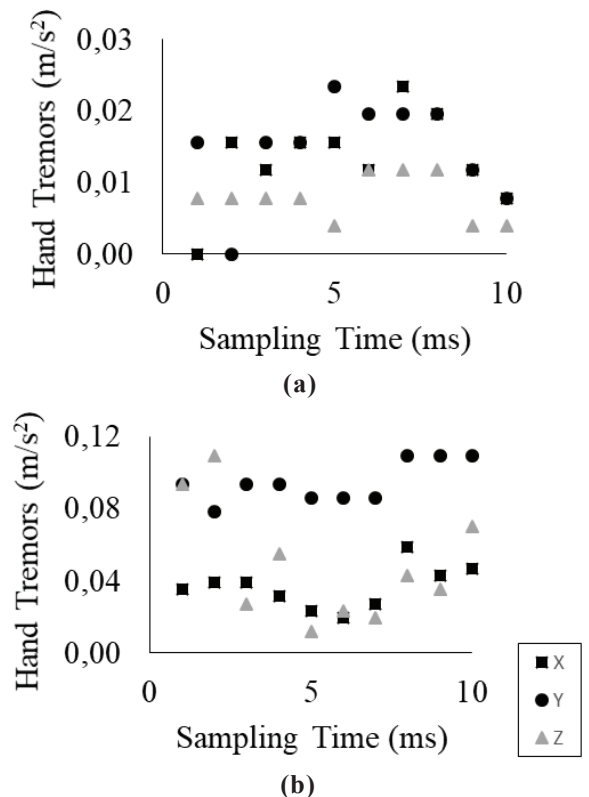 0,03
0,02
0,01
0,00
0 5 10
Hand Tremors (m/s²)
Sampling Time (ms)
(a)
0,12
0,08
0,04
0,00
0 5 10
Hand Tremors (m/s²)
Sampling Time (ms)
X
Y
Z
(b)